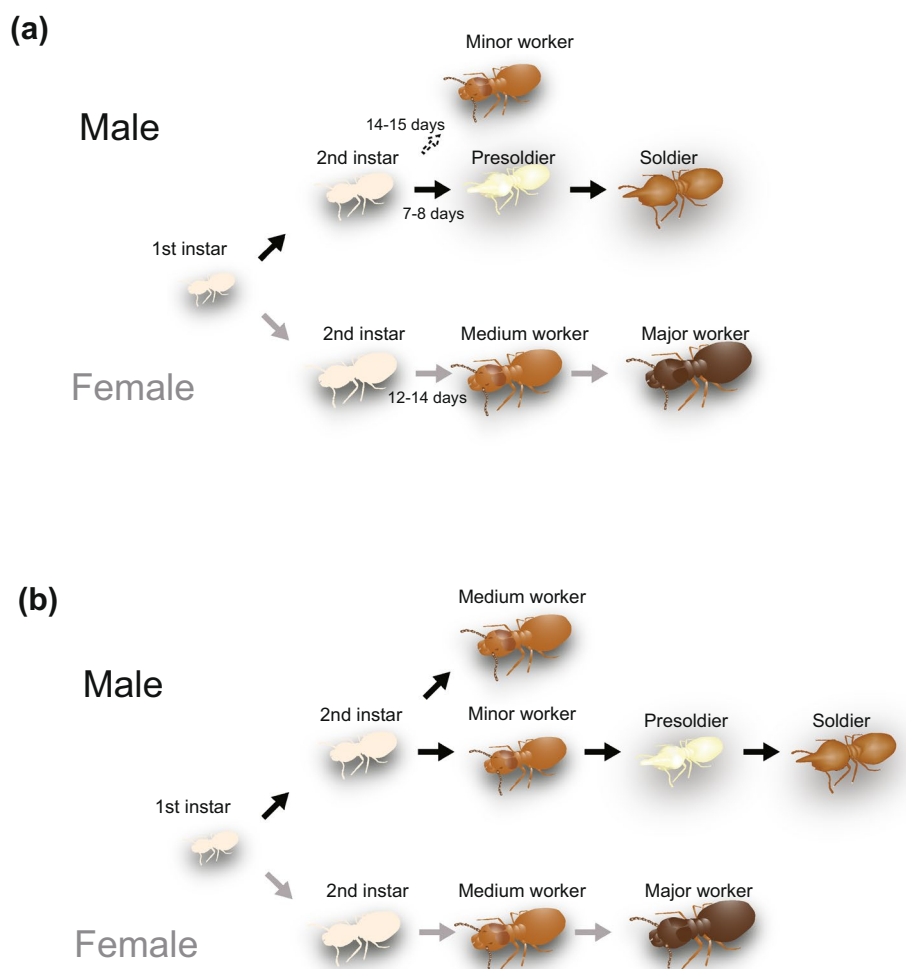 (a)
Minor worker
Male
14-15 days
2nd instar
Presoldier
Soldier
7-8 days
1st instar
2nd instar
Medium worker
Major worker
Female
12-14 days
(b)
Medium worker
Male
2nd instar
Minor worker
Presoldier
Soldier
1st instar
2nd instar
Medium worker
Major worker
Female